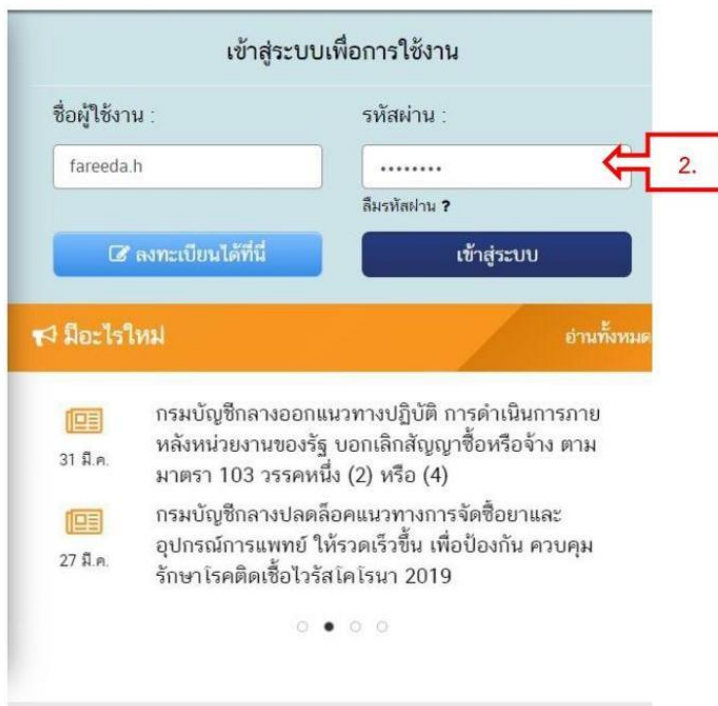 เข้าสู่ระบบเพื่อการใช้งาน
ชื่อผู้ใช้งาน :
รหัสผ่าน :
fareeda.h
••••••••
2.
ลืมรหัสผ่าน ?
ลงทะเบียนได้ที่นี่
เข้าสู่ระบบ
มีอะไรใหม่
อ่านทั้งหมด
กรมบัญชีกลางออกแนวทางปฏิบัติ การดำเนินการภาย
หลังหน่วยงานของรัฐ บอกเลิกสัญญาซื้อหรือจ้าง ตาม
มาตรา 103 วรรคหนึ่ง (2) หรือ (4)
31 มี.ค.
กรมบัญชีกลางปลดล็อคแนวทางการจัดซื้อยาและ
อุปกรณ์การแพทย์ ให้รวดเร็วขึ้น เพื่อป้องกัน ควบคุม
รักษาโรคติดเชื้อไวรัสโคโรนา 2019
27 มี.ค.